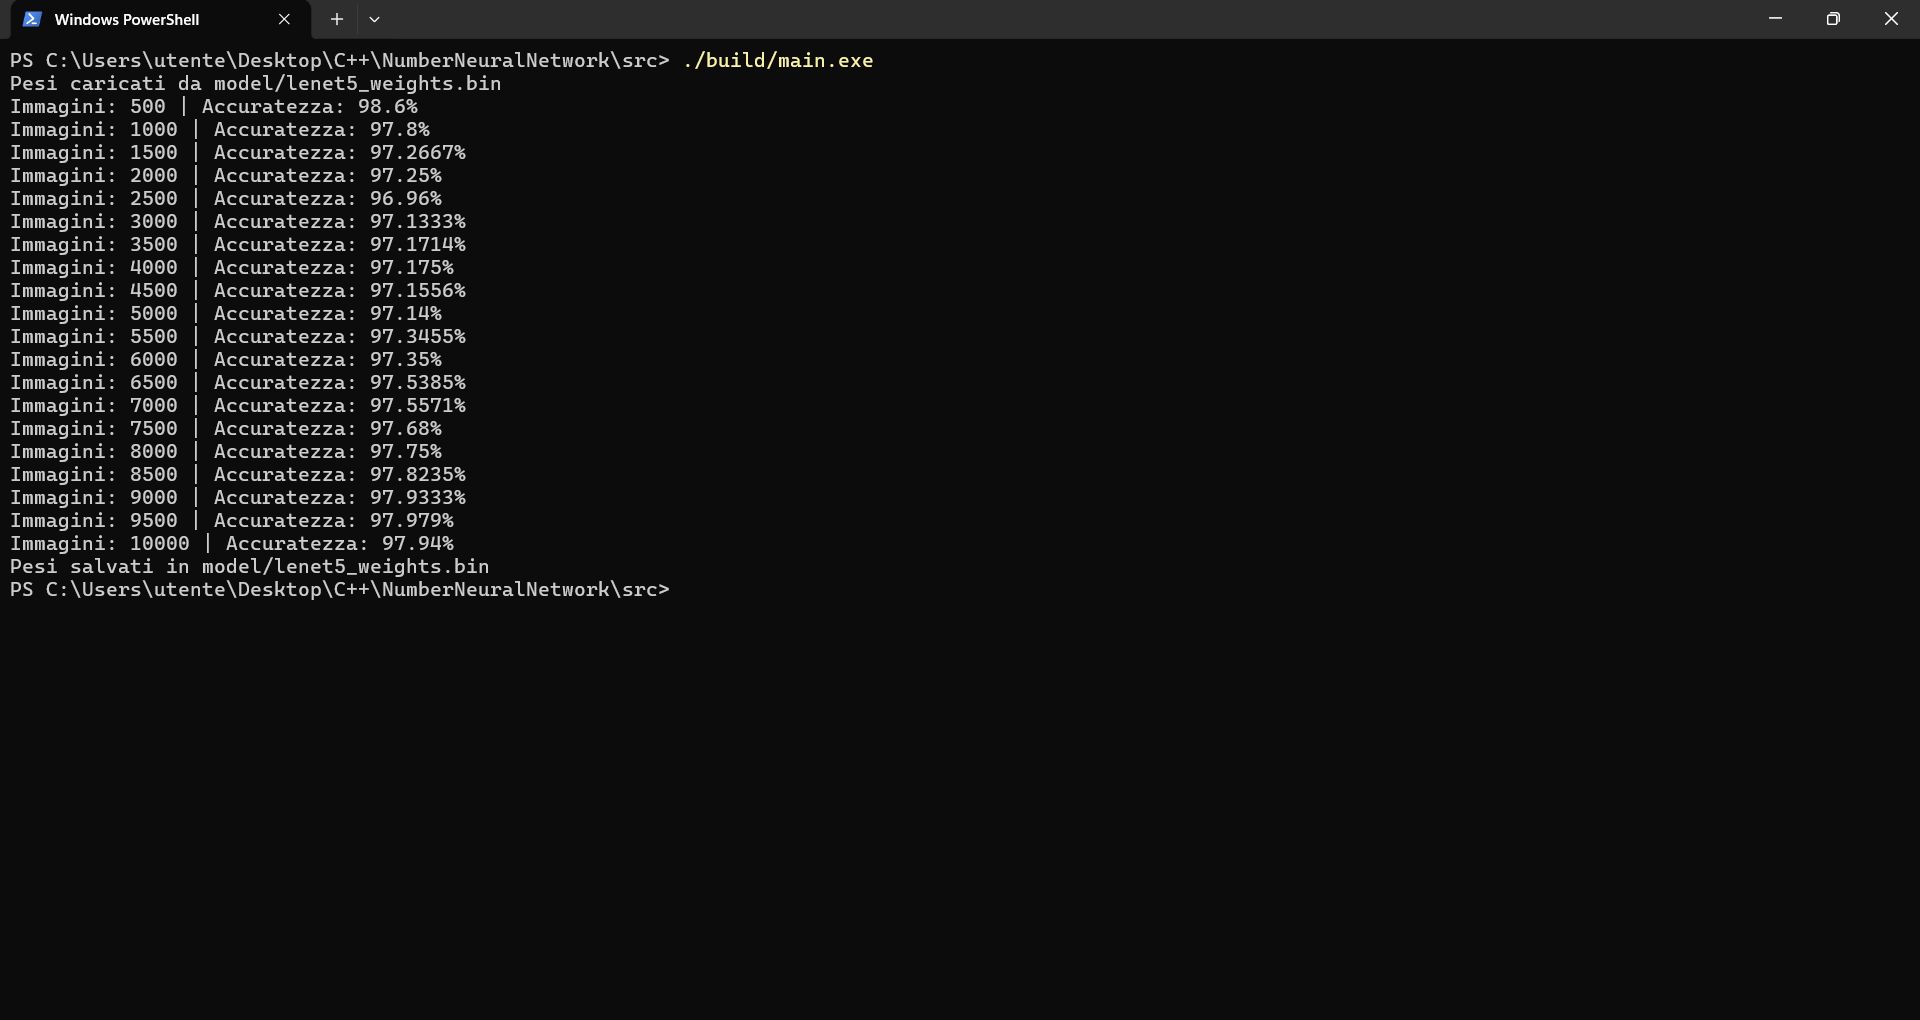 Windows PowerShell
PS C:\Users\utente\Desktop\C++\NumberNeuralNetwork\src> ./build/main.exe
Pesi caricati da model/lenet5_weights.bin
Immagini: 500 | Accuratezza: 98.6%
Immagini: 1000 | Accuratezza: 97.8%
Immagini: 1500 | Accuratezza: 97.2667%
Immagini: 2000 | Accuratezza: 97.25%
Immagini: 2500 | Accuratezza: 96.96%
Immagini: 3000 | Accuratezza: 97.1333%
Immagini: 3500 | Accuratezza: 97.1714%
Immagini: 4000 | Accuratezza: 97.175%
Immagini: 4500 | Accuratezza: 97.1556%
Immagini: 5000 | Accuratezza: 97.14%
Immagini: 5500 | Accuratezza: 97.3455%
Immagini: 6000 | Accuratezza: 97.35%
Immagini: 6500 | Accuratezza: 97.5385%
Immagini: 7000 | Accuratezza: 97.5571%
Immagini: 7500 | Accuratezza: 97.68%
Immagini: 8000 | Accuratezza: 97.75%
Immagini: 8500 | Accuratezza: 97.8235%
Immagini: 9000 | Accuratezza: 97.9333%
Immagini: 9500 | Accuratezza: 97.979%
Immagini: 10000 | Accuratezza: 97.94%
Pesi salvati in model/lenet5_weights.bin
PS C:\Users\utente\Desktop\C++\NumberNeuralNetwork\src>